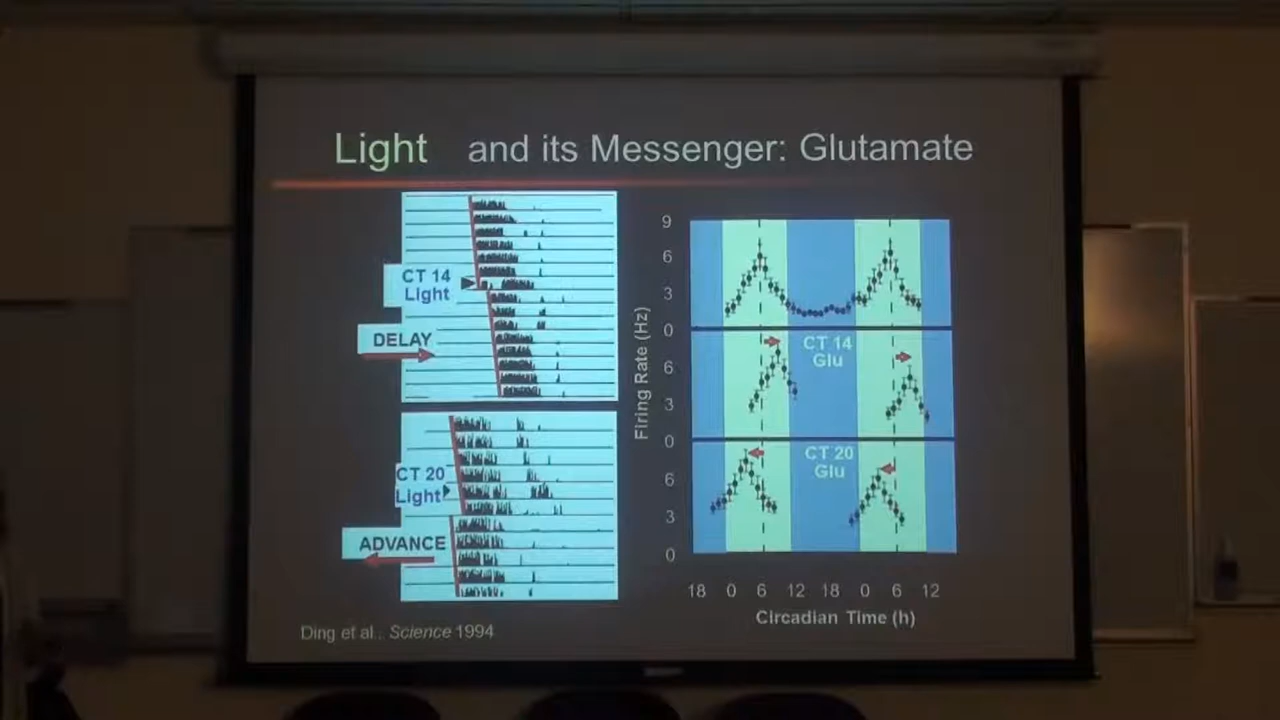 Light and its Messenger: Glutamate
CT 14
Light
DELAY
CT 20
Light
ADVANCE
Firing Rate (Hz)
9
6
3
0
CT 14
Glu
6
3
0
CT 20
Glu
6
3
0
18 0 6 12 18 0 6 12
Circadian Time (h)
Ding et al., Science 1994